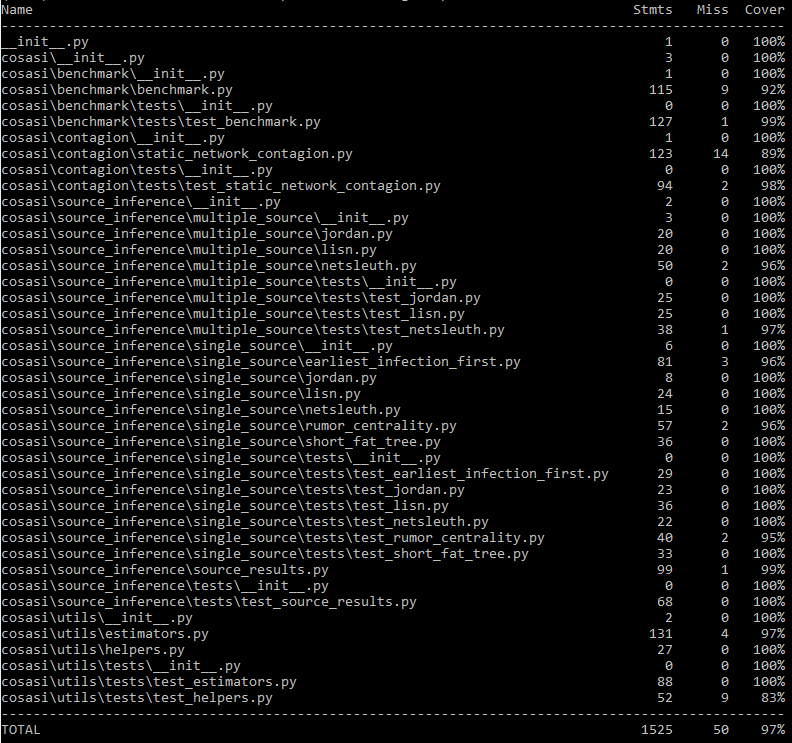 Name Stmts Miss Cover
--------------------------------------------------------------------------------------------------
__init__.py 1 0 100%
cosasi\__init__.py 3 0 100%
cosasi\benchmark\__init__.py 1 0 100%
cosasi\benchmark\benchmark.py 115 9 92%
cosasi\benchmark\tests\__init__.py 0 0 100%
cosasi\benchmark\tests\test_benchmark.py 127 1 99%
cosasi\contagion\__init__.py 1 0 100%
cosasi\contagion\static_network_contagion.py 123 14 89%
cosasi\contagion\tests\__init__.py 0 0 100%
cosasi\contagion\tests\test_static_network_contagion.py 94 2 98%
cosasi\source_inference\__init__.py 2 0 100%
cosasi\source_inference\multiple_source\__init__.py 3 0 100%
cosasi\source_inference\multiple_source\jordan.py 20 0 100%
cosasi\source_inference\multiple_source\lisn.py 20 0 100%
cosasi\source_inference\multiple_source\netsleuth.py 50 2 96%
cosasi\source_inference\multiple_source\tests\__init__.py 0 0 100%
cosasi\source_inference\multiple_source\tests\test_jordan.py 25 0 100%
cosasi\source_inference\multiple_source\tests\test_lisn.py 25 0 100%
cosasi\source_inference\multiple_source\tests\test_netsleuth.py 38 1 97%
cosasi\source_inference\single_source\__init__.py 6 0 100%
cosasi\source_inference\single_source\earliest_infection_first.py 81 3 96%
cosasi\source_inference\single_source\jordan.py 8 0 100%
cosasi\source_inference\single_source\lisn.py 24 0 100%
cosasi\source_inference\single_source\netsleuth.py 15 0 100%
cosasi\source_inference\single_source\rumor_centrality.py 57 2 96%
cosasi\source_inference\single_source\short_fat_tree.py 36 0 100%
cosasi\source_inference\single_source\tests\__init__.py 0 0 100%
cosasi\source_inference\single_source\tests\test_earliest_infection_first.py 29 0 100%
cosasi\source_inference\single_source\tests\test_jordan.py 23 0 100%
cosasi\source_inference\single_source\tests\test_lisn.py 36 0 100%
cosasi\source_inference\single_source\tests\test_netsleuth.py 22 0 100%
cosasi\source_inference\single_source\tests\test_rumor_centrality.py 40 2 95%
cosasi\source_inference\single_source\tests\test_short_fat_tree.py 33 0 100%
cosasi\source_inference\source_results.py 99 1 99%
cosasi\source_inference\tests\__init__.py 0 0 100%
cosasi\source_inference\tests\test_source_results.py 68 0 100%
cosasi\utils\__init__.py 2 0 100%
cosasi\utils\estimators.py 131 4 97%
cosasi\utils\helpers.py 27 0 100%
cosasi\utils\tests\__init__.py 0 0 100%
cosasi\utils\tests\test_estimators.py 88 0 100%
cosasi\utils\tests\test_helpers.py 52 9 83%
--------------------------------------------------------------------------------------------------
TOTAL 1525 50 97%